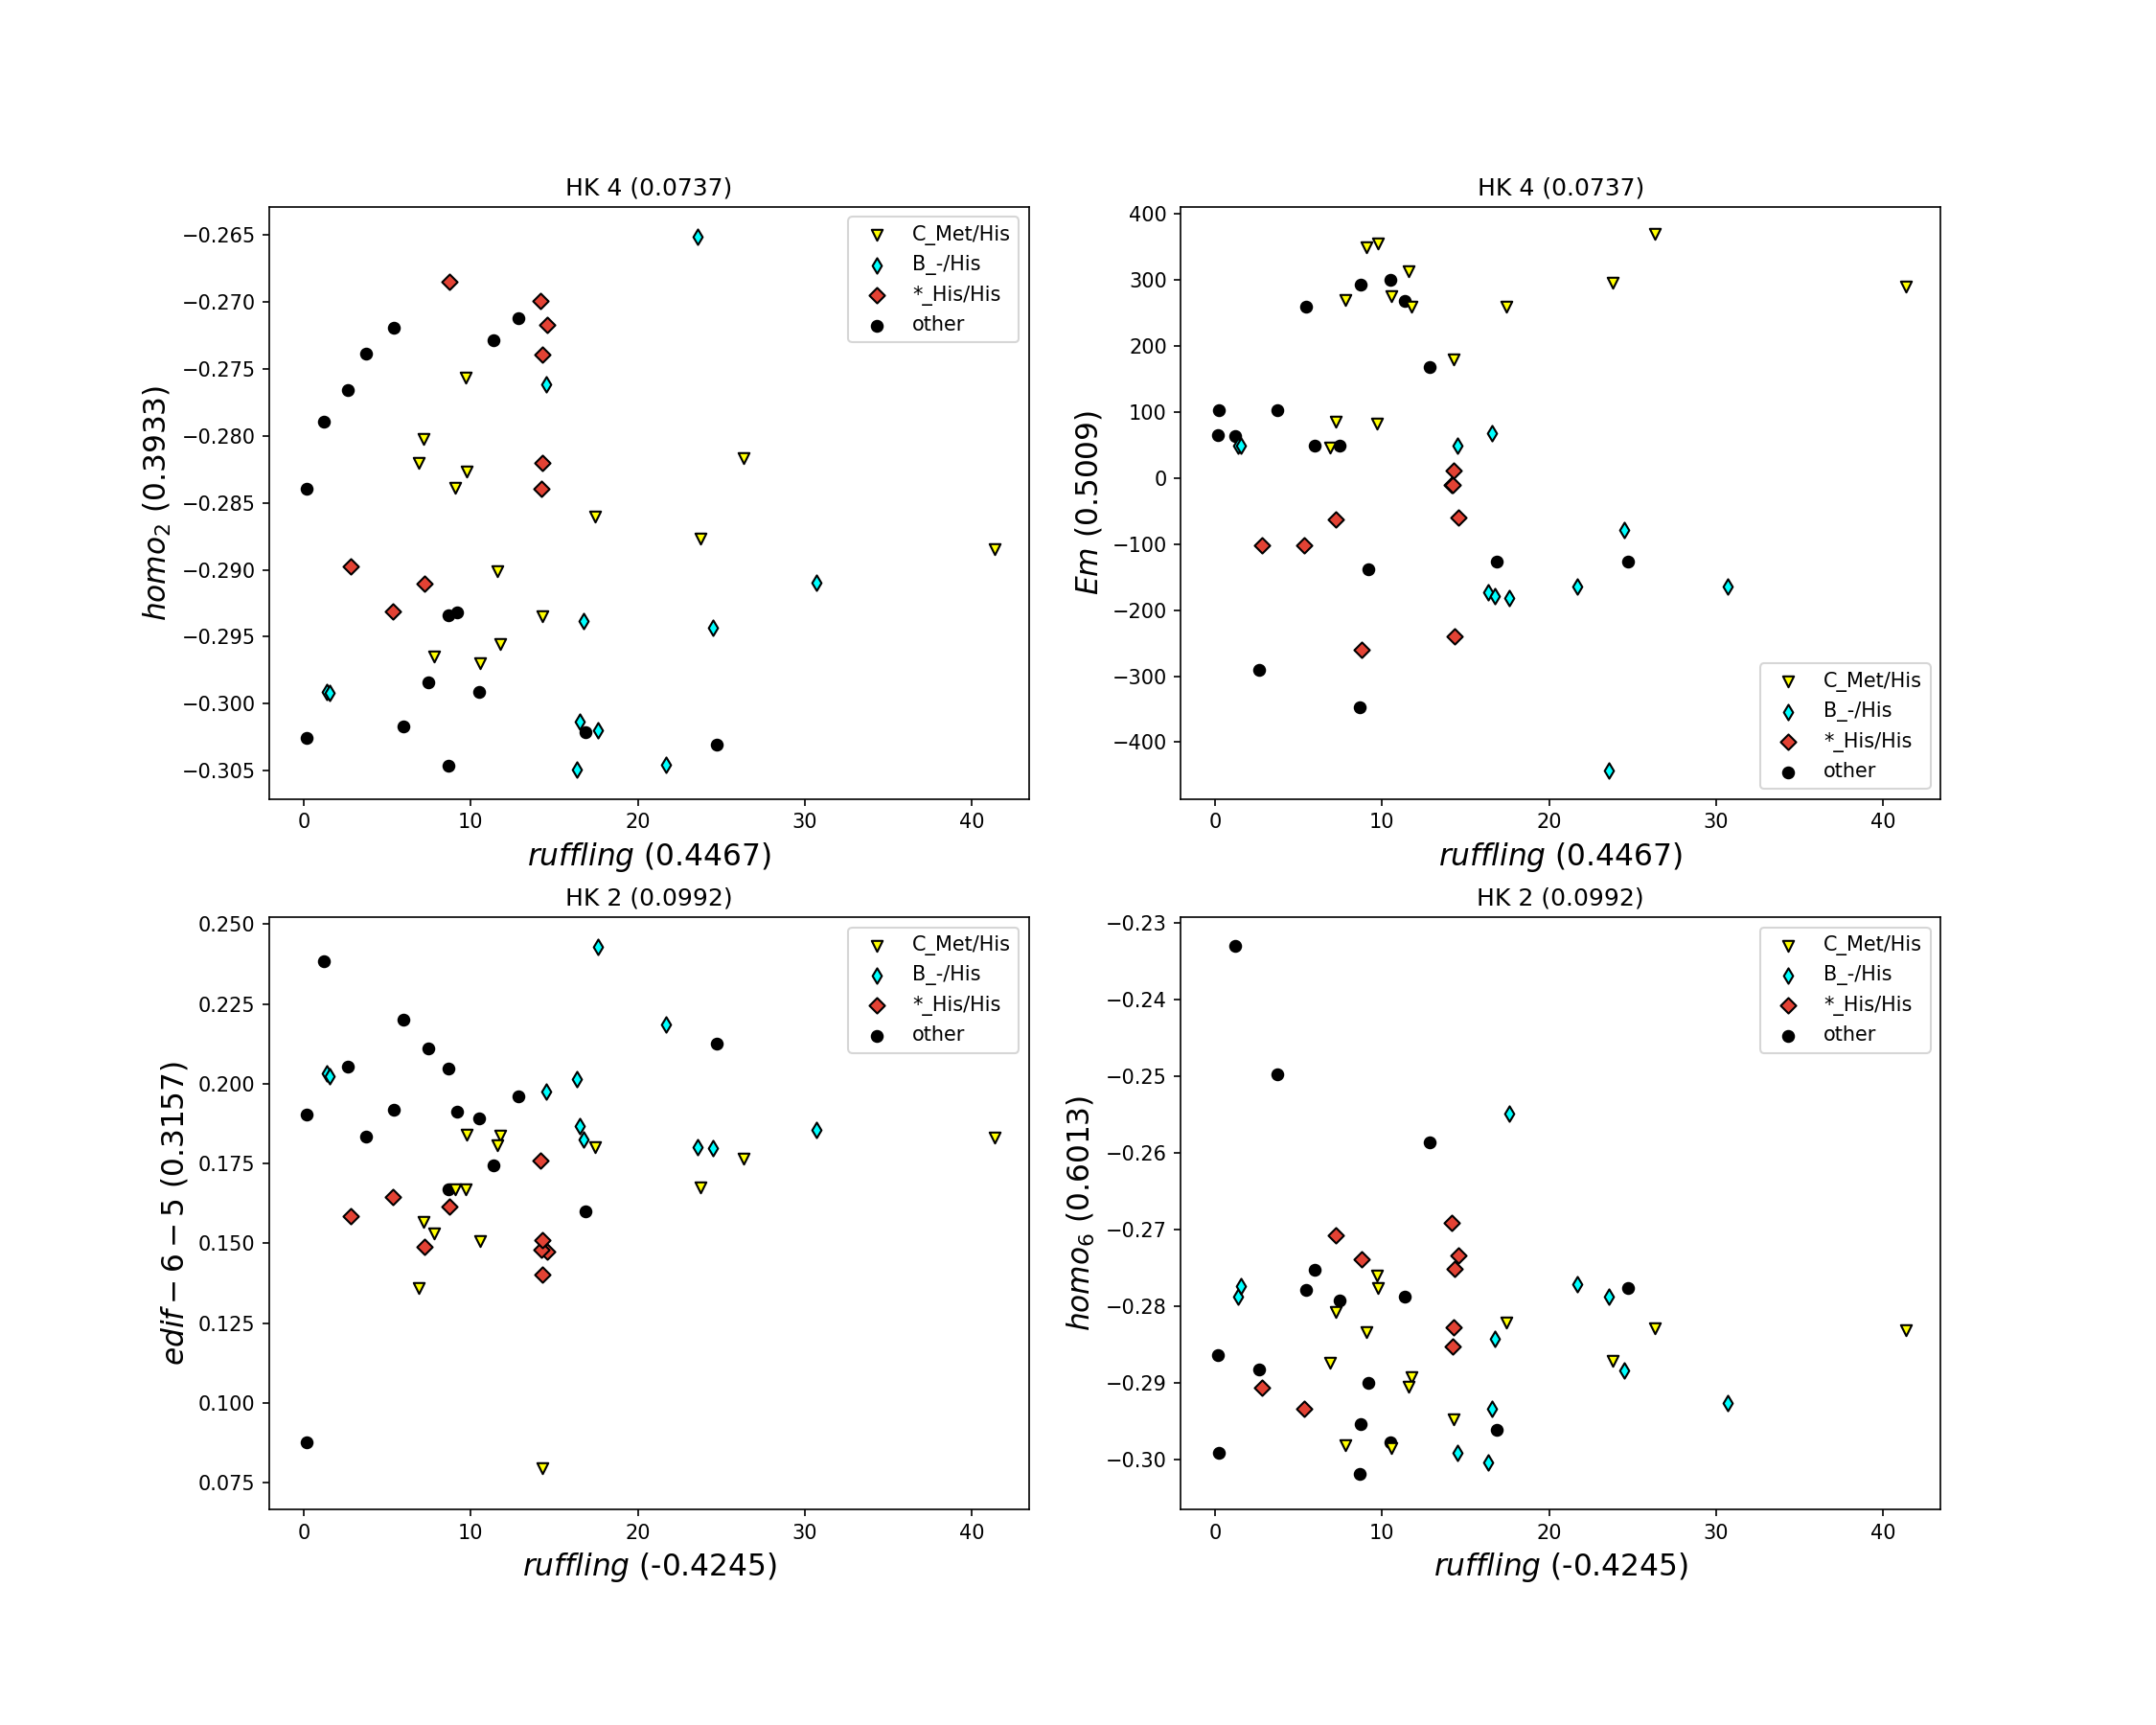 HK 4 (0.0737)
homo2 (0.3933)
−0.265
−0.270
−0.275
−0.280
−0.285
−0.290
−0.295
−0.300
−0.305
C_Met/His
B_-/His
*_His/His
other
0 10 20 30 40
ruffling (0.4467)
HK 4 (0.0737)
Em (0.5009)
400
300
200
100
0
−100
−200
−300
−400
C_Met/His
B_-/His
*_His/His
other
0 10 20 30 40
ruffling (0.4467)
HK 2 (0.0992)
edif − 6 − 5 (0.3157)
0.250
0.225
0.200
0.175
0.150
0.125
0.100
0.075
C_Met/His
B_-/His
*_His/His
other
0 10 20 30 40
ruffling (-0.4245)
HK 2 (0.0992)
homo6 (0.6013)
−0.23
−0.24
−0.25
−0.26
−0.27
−0.28
−0.29
−0.30
C_Met/His
B_-/His
*_His/His
other
0 10 20 30 40
ruffling (-0.4245)